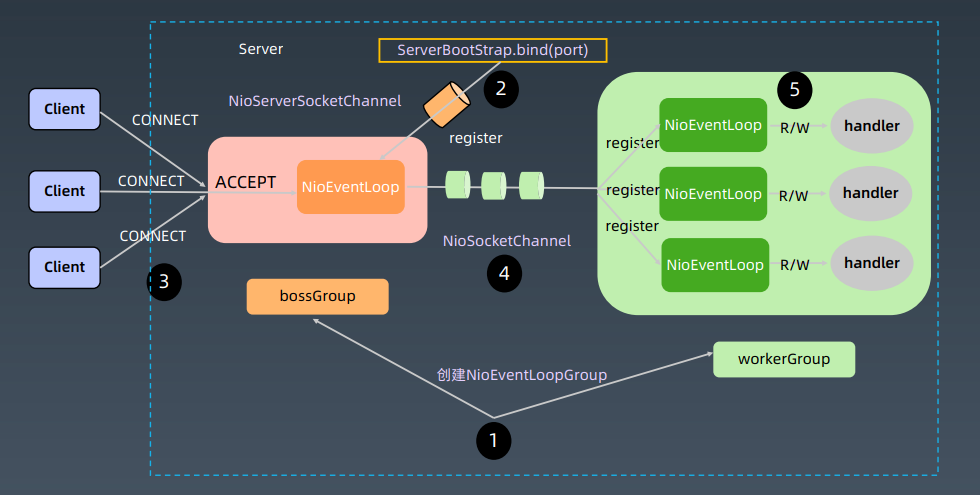 Server
ServerBootStrap.bind(port)
2
5
NioServerSocketChannel
Client
CONNECT
register
NioEventLoop
R/W
handler
register
Client
CONNECT
ACCEPT
NioEventLoop
register
NioEventLoop
R/W
handler
register
CONNECT
NioSocketChannel
Client
NioEventLoop
R/W
handler
3
4
bossGroup
workerGroup
创建NioEventLoopGroup
1